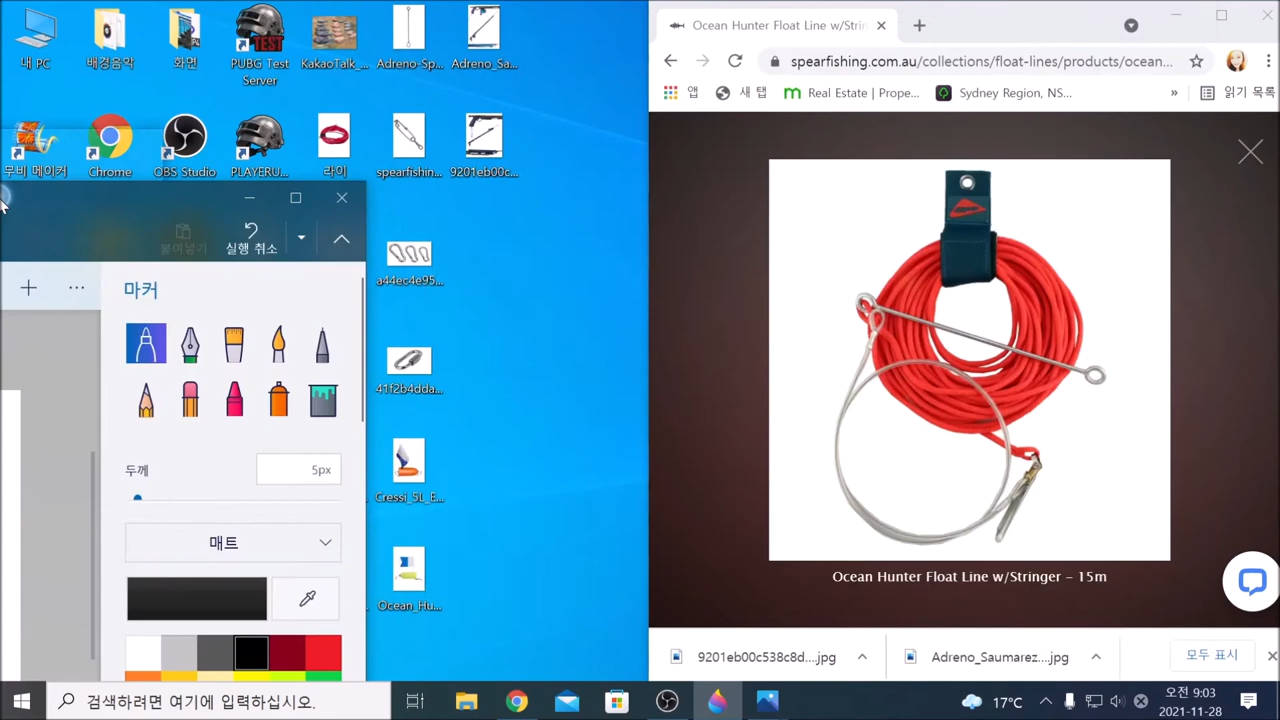 내 PC
배경음악
화면
PUBG Test
Server
KakaoTalk_...
Adreno-Sp...
Adreno_Sa...
무비 메이커
Chrome
OBS Studio
PLAYERU...
라이
spearfishin...
9201eb00c...
TEST
붙여넣기
실행 취소
마커
두께
5px
매트
a44ec4e95...
41f2b4dda...
Cressi_5L_E...
Ocean_Hu...
Ocean Hunter Float Line w/Strin
spearfishing.com.au/collections/float-lines/products/ocean...
앱
새 탭
Real Estate | Prope...
Sydney Region, NS...
»
읽기 목록
Ocean Hunter Float Line w/Stringer – 15m
9201eb00c538c8d....jpg
Adreno_Saumarez....jpg
모두 표시
검색하려면 여기에 입력하십시오.
17°C
오전 9:03
2021-11-28